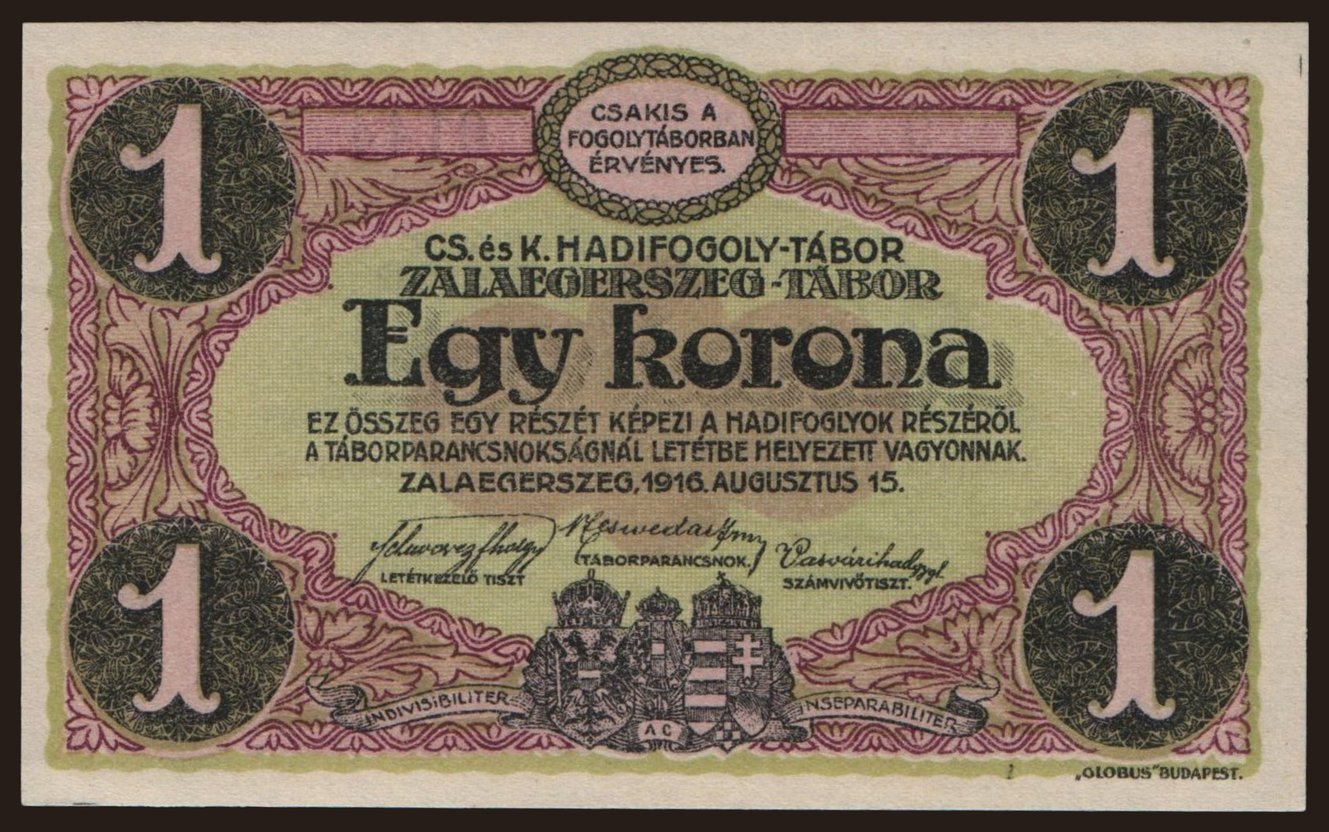 1 1
CSAKIS A
FOGOLYTÁBORBAN
ÉRVÉNYES.
CS. és K. HADIFOGOLY-TÁBOR
ZALAEGERSZEG-TÁBOR
Egy korona
EZ ÖSSZEG EGY RÉSZÉT KÉPEZI A HADIFOGLYOK RÉSZÉRŐL
A TÁBORPARANCSNOKSÁGNÁL LETÉTBE HELYEZETT VAGYONNAK.
ZALAEGERSZEG, 1916. AUGUSZTUS 15.
TÁBORPARANCSNOK.
LETÉTKEZELŐ TISZT
SZÁMVIVŐTISZT.
1 1
INDIVISIBILITER AC INSEPARABILITER
„GLOBUS" BUDAPEST.